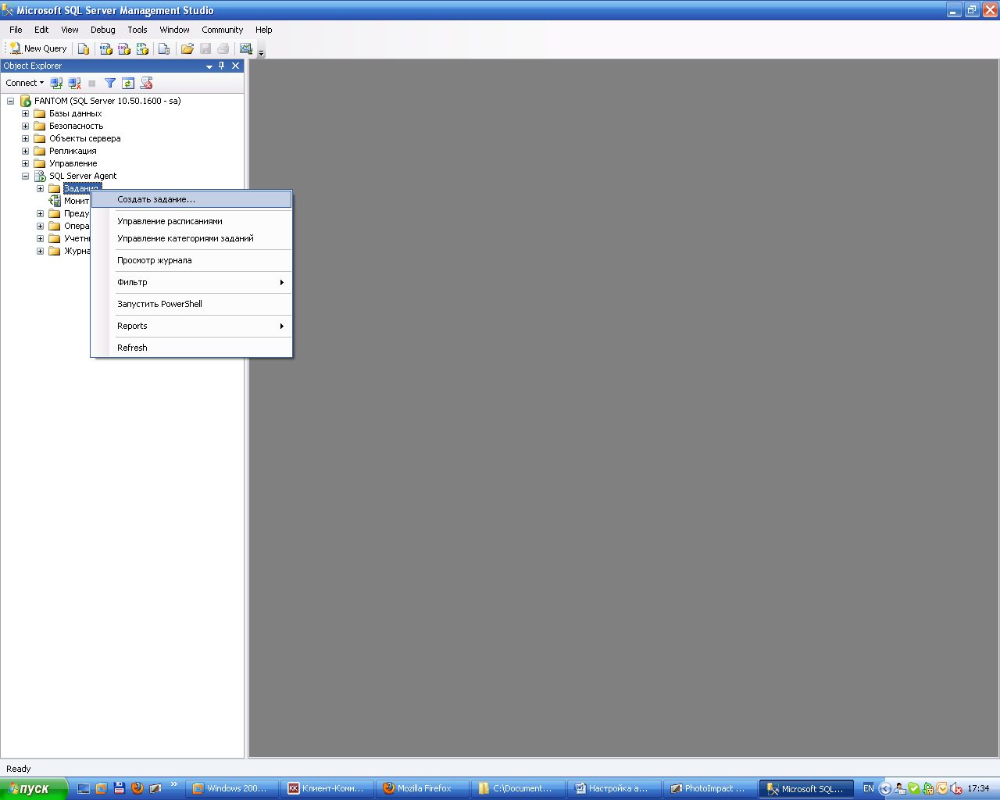 Microsoft SQL Server Management Studio
File Edit View Debug Tools Window Community Help
New Query
Object Explorer
Connect
FANTOM (SQL Server 10.50.1600 - sa)
Базы данных
Безопасность
Объекты сервера
Репликация
Управление
SQL Server Agent
Задания
Монит
Преду
Опера
Учетн
Журна
Создать задание...
Управление расписаниями
Управление категориями заданий
Просмотр журнала
Фильтр
Запустить PowerShell
Reports
Refresh
Ready
пуск
Windows 200...
Клиент-Комм...
Mozilla Firefox
C:\Document...
Настройка а...
PhotoImpact ...
Microsoft SQL...
EN
17:34